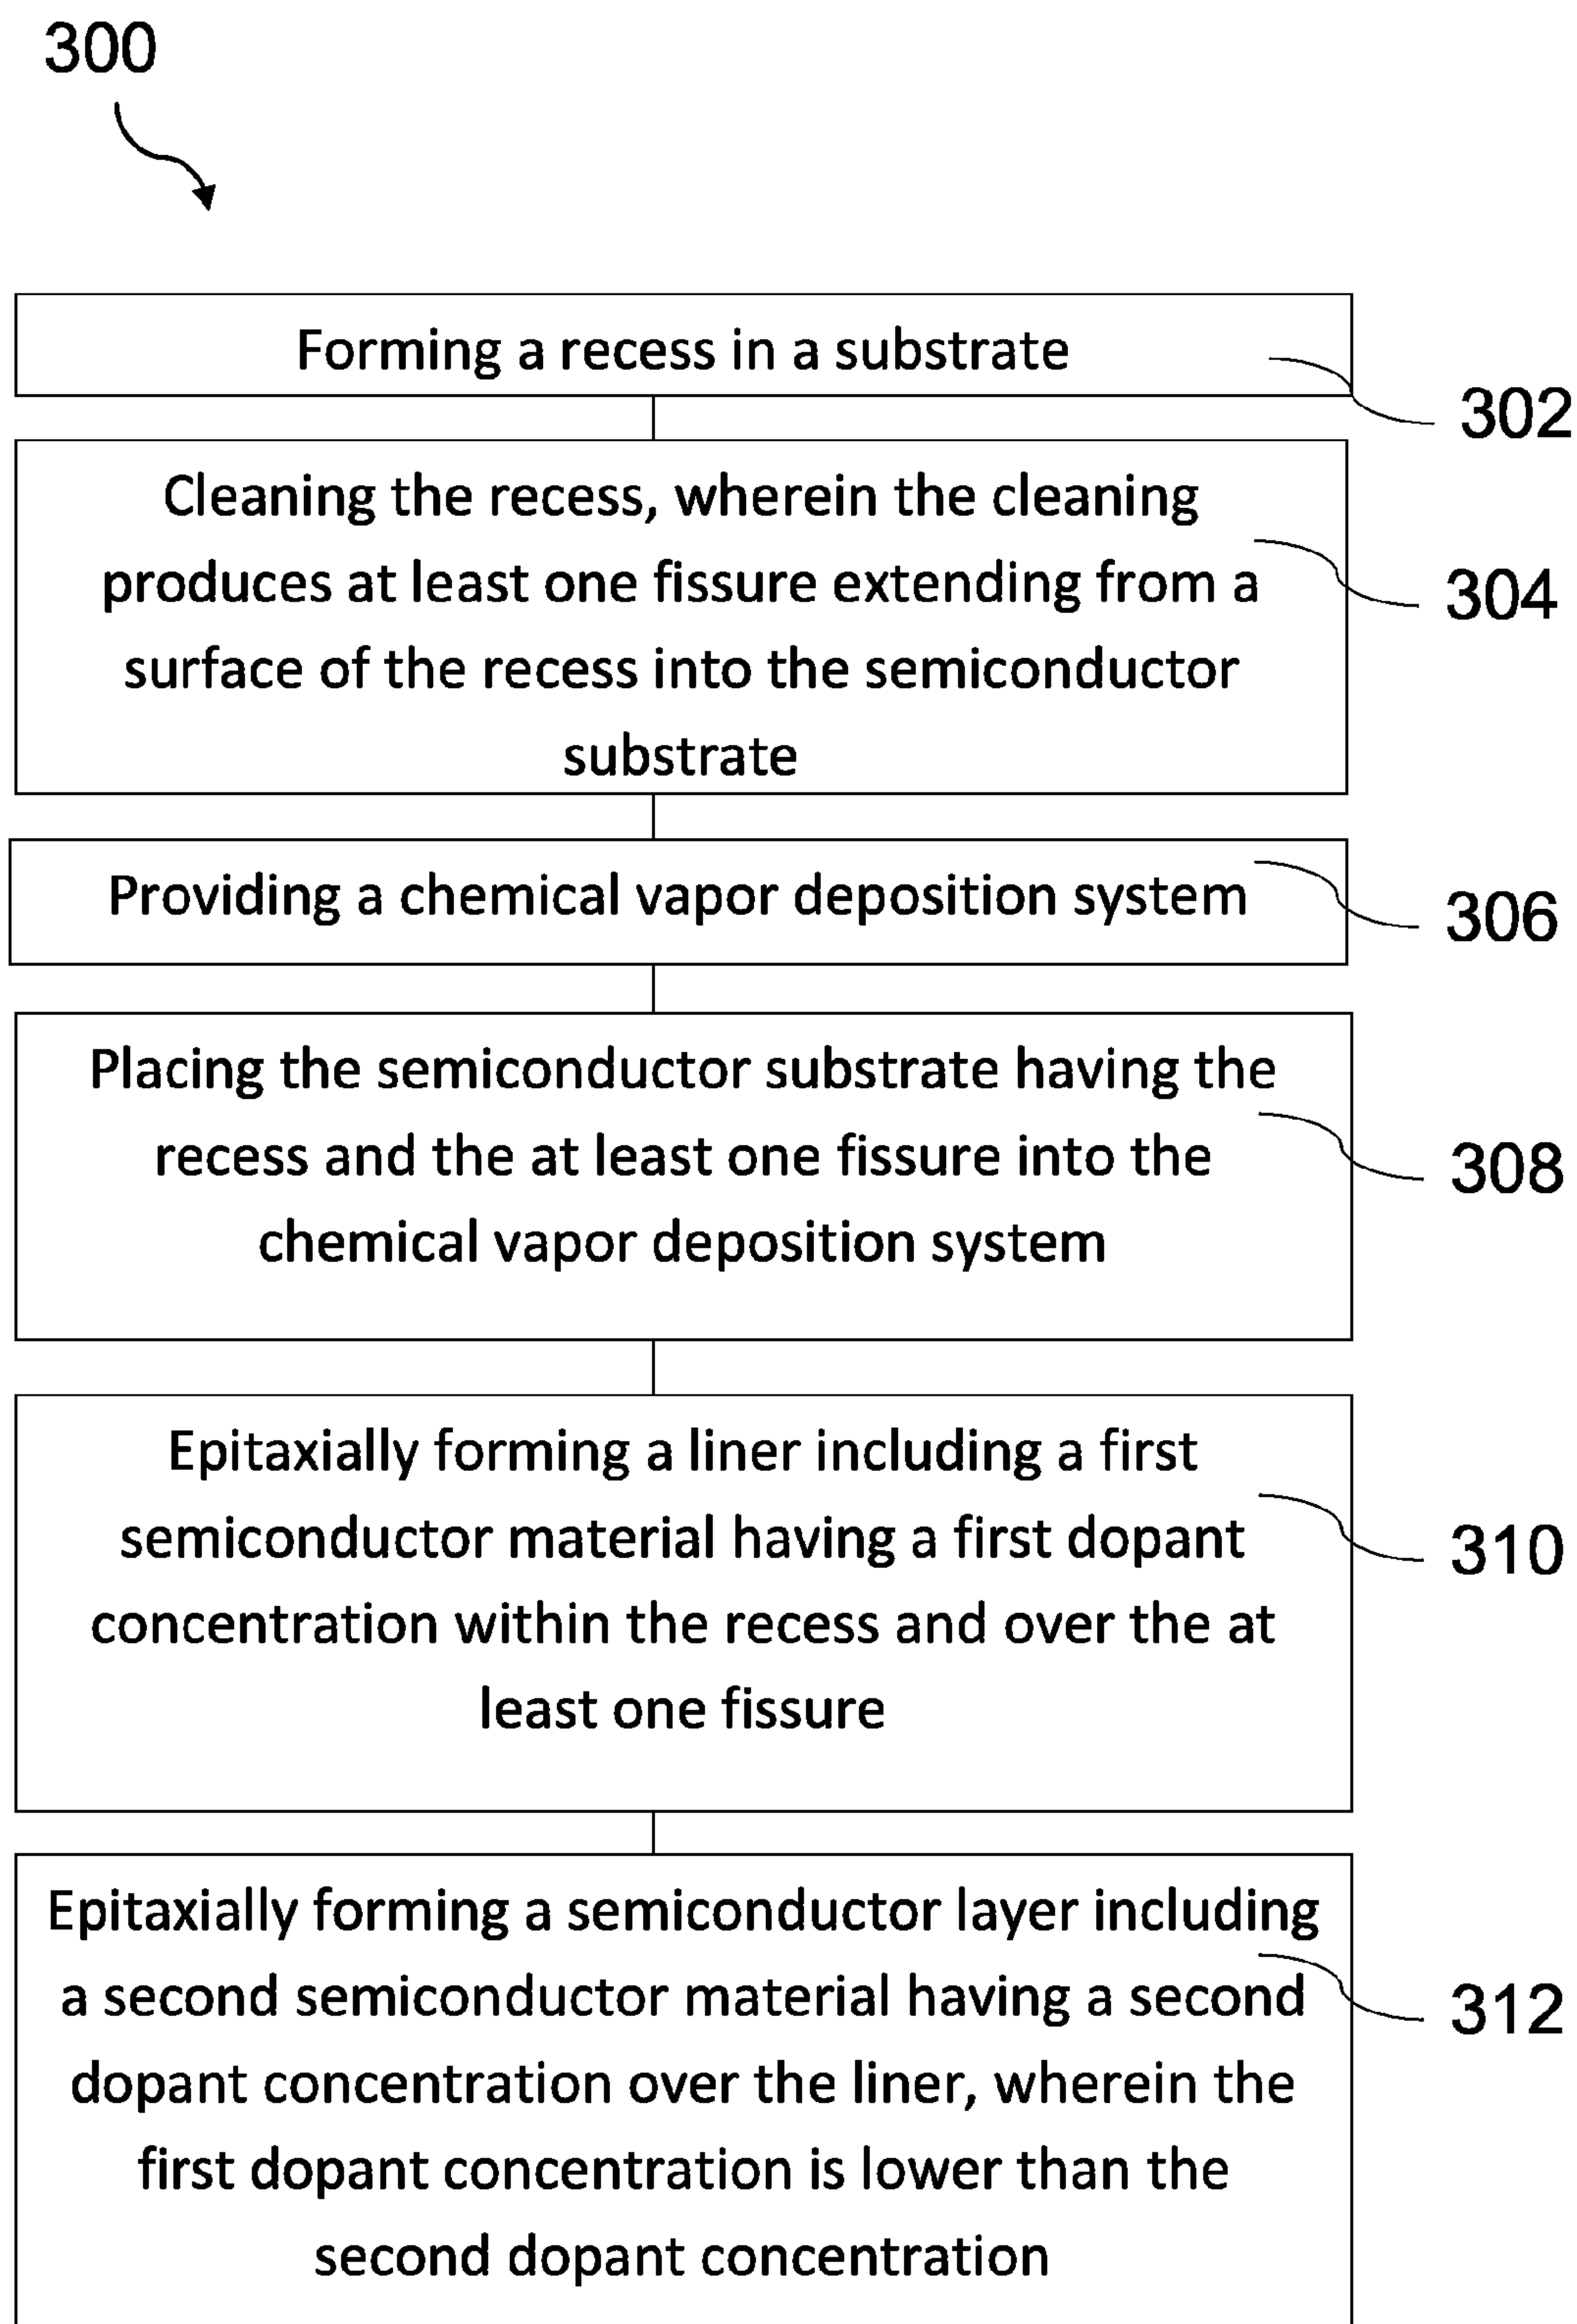 300
Forming a recess in a substrate
302
Cleaning the recess, wherein the cleaning
produces at least one fissure extending from a
surface of the recess into the semiconductor
substrate
304
Providing a chemical vapor deposition system
306
Placing the semiconductor substrate having the
recess and the at least one fissure into the
chemical vapor deposition system
308
Epitaxially forming a liner including a first
semiconductor material having a first dopant
concentration within the recess and over the at
least one fissure
310
Epitaxially forming a semiconductor layer including
a second semiconductor material having a second
dopant concentration over the liner, wherein the
first dopant concentration is lower than the
second dopant concentration
312